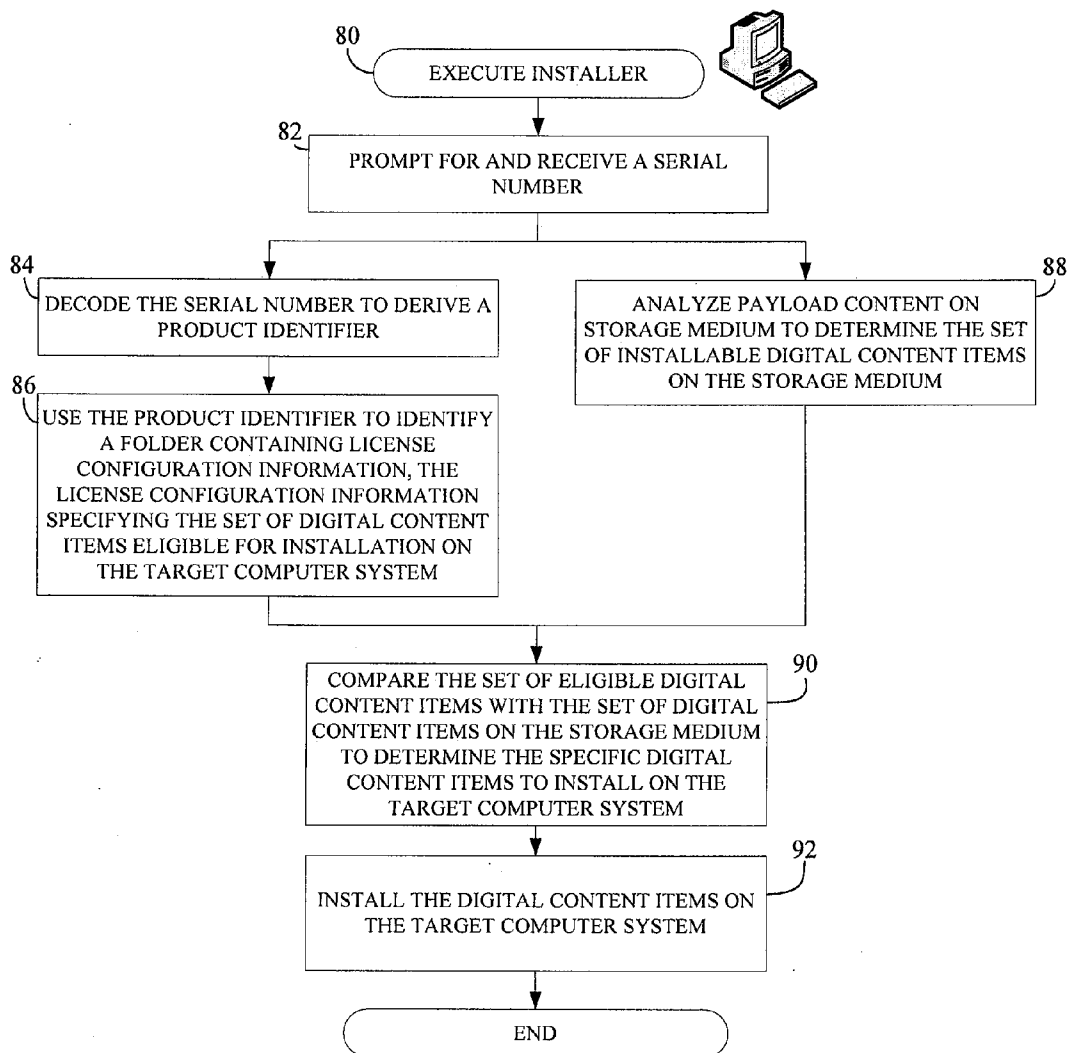 80
EXECUTE INSTALLER
82
PROMPT FOR AND RECEIVE A SERIAL
NUMBER
84
DECODE THE SERIAL NUMBER TO DERIVE A
PRODUCT IDENTIFIER
86
USE THE PRODUCT IDENTIFIER TO IDENTIFY
A FOLDER CONTAINING LICENSE
CONFIGURATION INFORMATION, THE
LICENSE CONFIGURATION INFORMATION
SPECIFYING THE SET OF DIGITAL CONTENT
ITEMS ELIGIBLE FOR INSTALLATION ON
THE TARGET COMPUTER SYSTEM
88
ANALYZE PAYLOAD CONTENT ON
STORAGE MEDIUM TO DETERMINE THE SET
OF INSTALLABLE DIGITAL CONTENT ITEMS
ON THE STORAGE MEDIUM
90
COMPARE THE SET OF ELIGIBLE DIGITAL
CONTENT ITEMS WITH THE SET OF DIGITAL
CONTENT ITEMS ON THE STORAGE MEDIUM
TO DETERMINE THE SPECIFIC DIGITAL
CONTENT ITEMS TO INSTALL ON THE
TARGET COMPUTER SYSTEM
92
INSTALL THE DIGITAL CONTENT ITEMS ON
THE TARGET COMPUTER SYSTEM
END